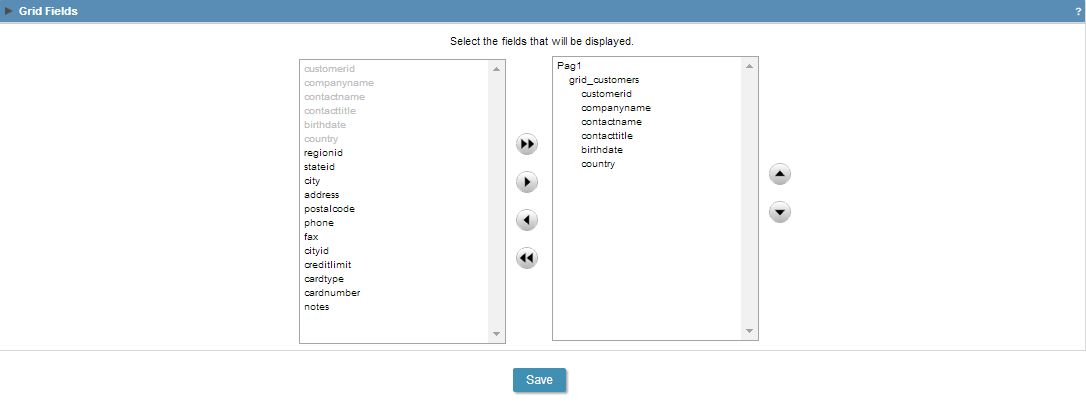 Grid Fields
?
Select the fields that will be displayed.
customerid
companyname
contactname
contacttitle
birthdate
country
regionid
stateid
city
address
postalcode
phone
fax
cityid
creditlimit
cardtype
cardnumber
notes
Pag1
grid_customers
customerid
companyname
contactname
contacttitle
birthdate
country
Save